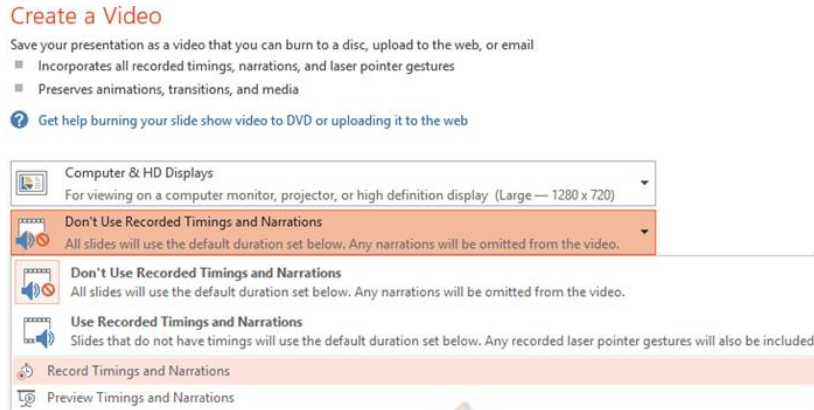 Create a Video
Save your presentation as a video that you can burn to a disc, upload to the web, or email
Incorporates all recorded timings, narrations, and laser pointer gestures
Preserves animations, transitions, and media
Get help burning your slide show video to DVD or uploading it to the web
Computer & HD Displays
For viewing on a computer monitor, projector, or high definition display (Large — 1280 x 720)
Don't Use Recorded Timings and Narrations
All slides will use the default duration set below. Any narrations will be omitted from the video.
Don't Use Recorded Timings and Narrations
All slides will use the default duration set below. Any narrations will be omitted from the video.
Use Recorded Timings and Narrations
Slides that do not have timings will use the default duration set below. Any recorded laser pointer gestures will also be included
Record Timings and Narrations
Preview Timings and Narrations